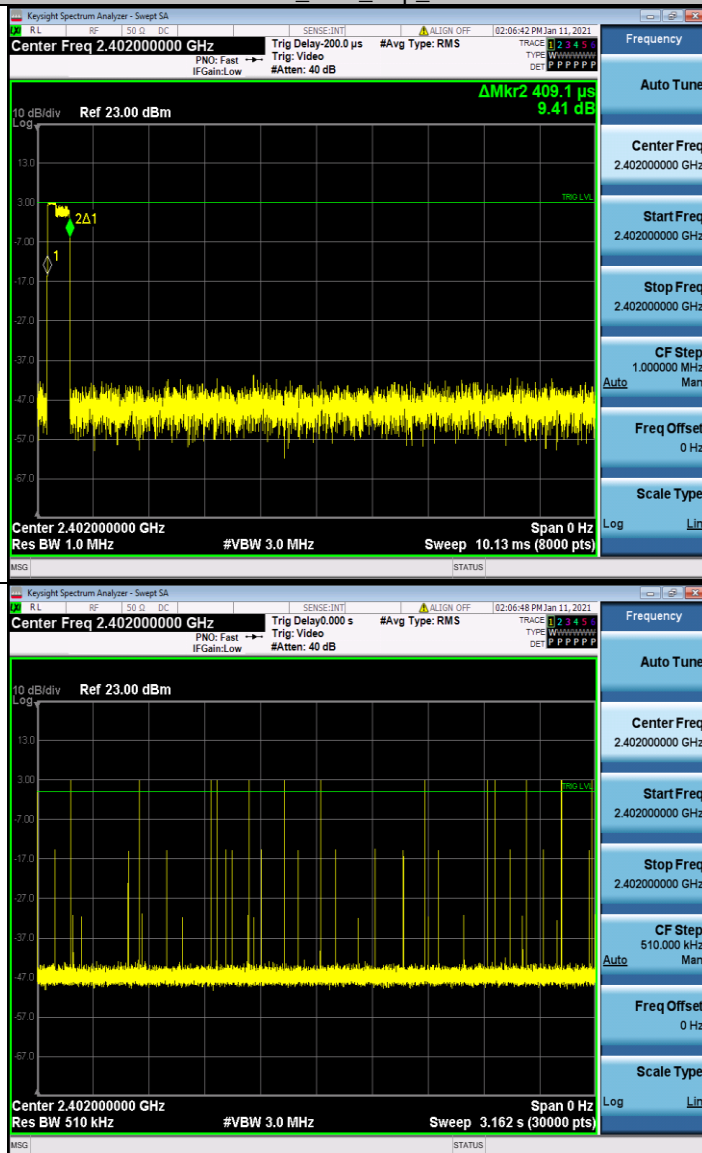 Keysight Spectrum Analyzer - Swept SA
RL RF 50 Ω DC SENSE:INT ALIGN OFF 02:06:42 PM Jan 11, 2021
Center Freq 2.402000000 GHz Trig Delay-200.0 µs #Avg Type: RMS TRACE 1 2 3 4 5 6
PNO: Fast Trig: Video TYPE
IFGain:Low #Atten: 40 dB DET P P P P P P
Frequency
ΔMkr2 409.1 µs
9.41 dB
10 dB/div Ref 23.00 dBm
Log
13.0
3.00
TRIG LVL
-7.00
-17.0
-27.0
-37.0
-47.0
-57.0
-67.0
2Δ1
1
Center 2.402000000 GHz Span 0 Hz
Res BW 1.0 MHz #VBW 3.0 MHz Sweep 10.13 ms (8000 pts)
MSG STATUS
Auto Tune
Center Freq
2.402000000 GHz
Start Freq
2.402000000 GHz
Stop Freq
2.402000000 GHz
CF Step
1.000000 MHz
Auto Man
Freq Offset
0 Hz
Scale Type
Log Lin
Keysight Spectrum Analyzer - Swept SA
RL RF 50 Ω DC SENSE:INT ALIGN OFF 02:06:48 PM Jan 11, 2021
Center Freq 2.402000000 GHz Trig Delay0.000 s #Avg Type: RMS TRACE 1 2 3 4 5 6
PNO: Fast Trig: Video TYPE
IFGain:Low #Atten: 40 dB DET P P P P P P
Frequency
10 dB/div Ref 23.00 dBm
Log
13.0
3.00
TRIG LVL
-7.00
-17.0
-27.0
-37.0
-47.0
-57.0
-67.0
Center 2.402000000 GHz Span 0 Hz
Res BW 510 kHz #VBW 3.0 MHz Sweep 3.162 s (30000 pts)
MSG STATUS
Auto Tune
Center Freq
2.402000000 GHz
Start Freq
2.402000000 GHz
Stop Freq
2.402000000 GHz
CF Step
510.000 kHz
Auto Man
Freq Offset
0 Hz
Scale Type
Log Lin